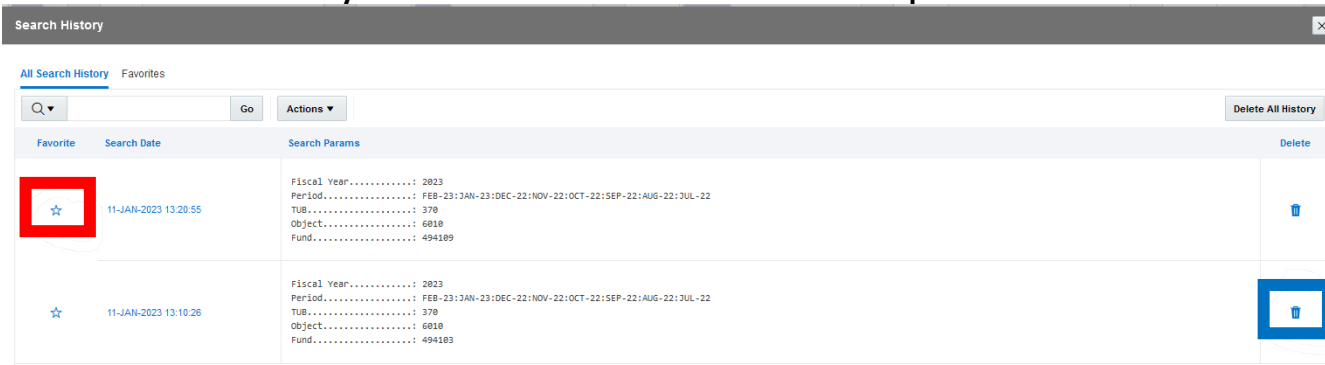 Search History
All Search History Favorites
Go Actions Delete All History
Favorite Search Date Search Params Delete
Fiscal Year............: 2023
Period.................: FEB-23:JAN-23:DEC-22:NOV-22:OCT-22:SEP-22:AUG-22:JUL-22
11-JAN-2023 13:20:55 TUB....................: 370
Object.................: 6010
Fund...................: 494109
Fiscal Year............: 2023
Period.................: FEB-23:JAN-23:DEC-22:NOV-22:OCT-22:SEP-22:AUG-22:JUL-22
11-JAN-2023 13:10:26 TUB....................: 370
Object.................: 6010
Fund...................: 494103